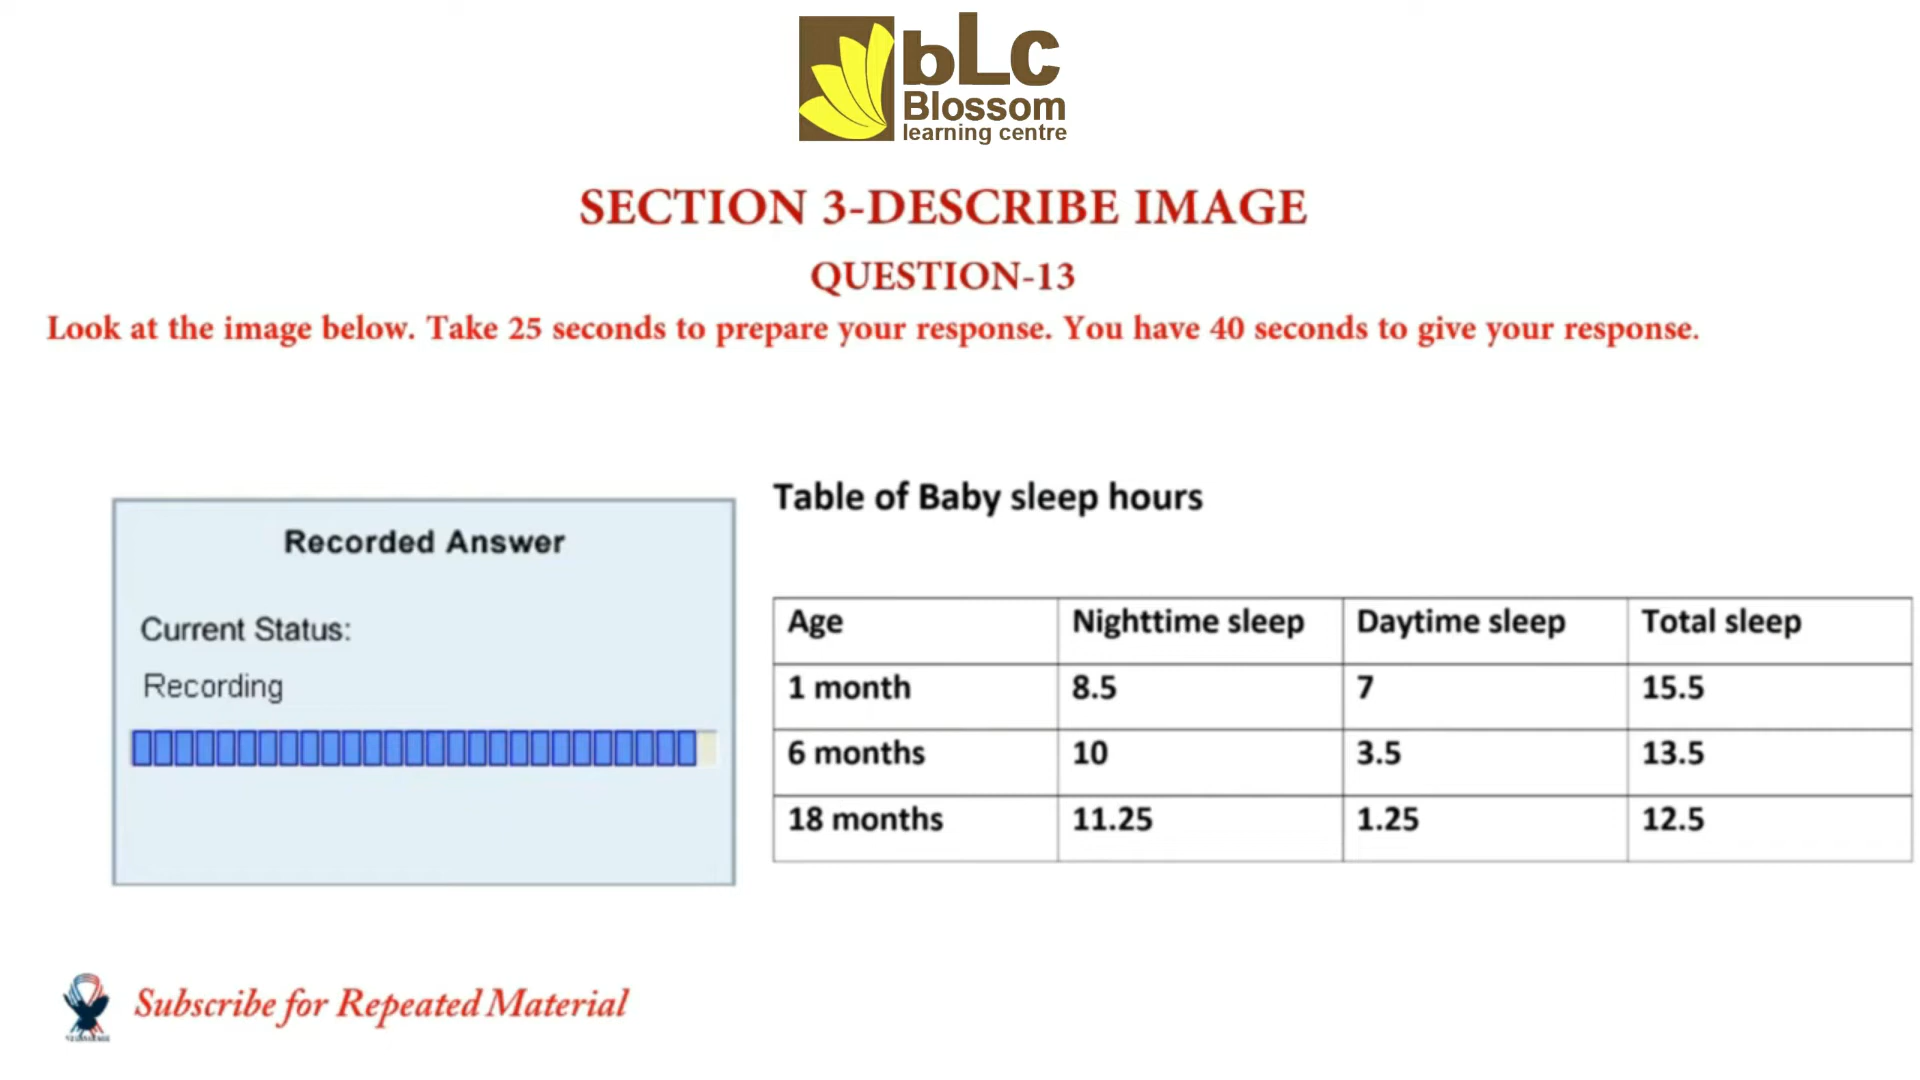 bLc
Blossom
learning centre
SECTION 3-DESCRIBE IMAGE
QUESTION-13
Look at the image below. Take 25 seconds to prepare your response. You have 40 seconds to give your response.
Recorded Answer
Current Status:
Recording
Table of Baby sleep hours
Age Nighttime sleep Daytime sleep Total sleep
1 month 8.5 7 15.5
6 months 10 3.5 13.5
18 months 11.25 1.25 12.5
Subscribe for Repeated Material